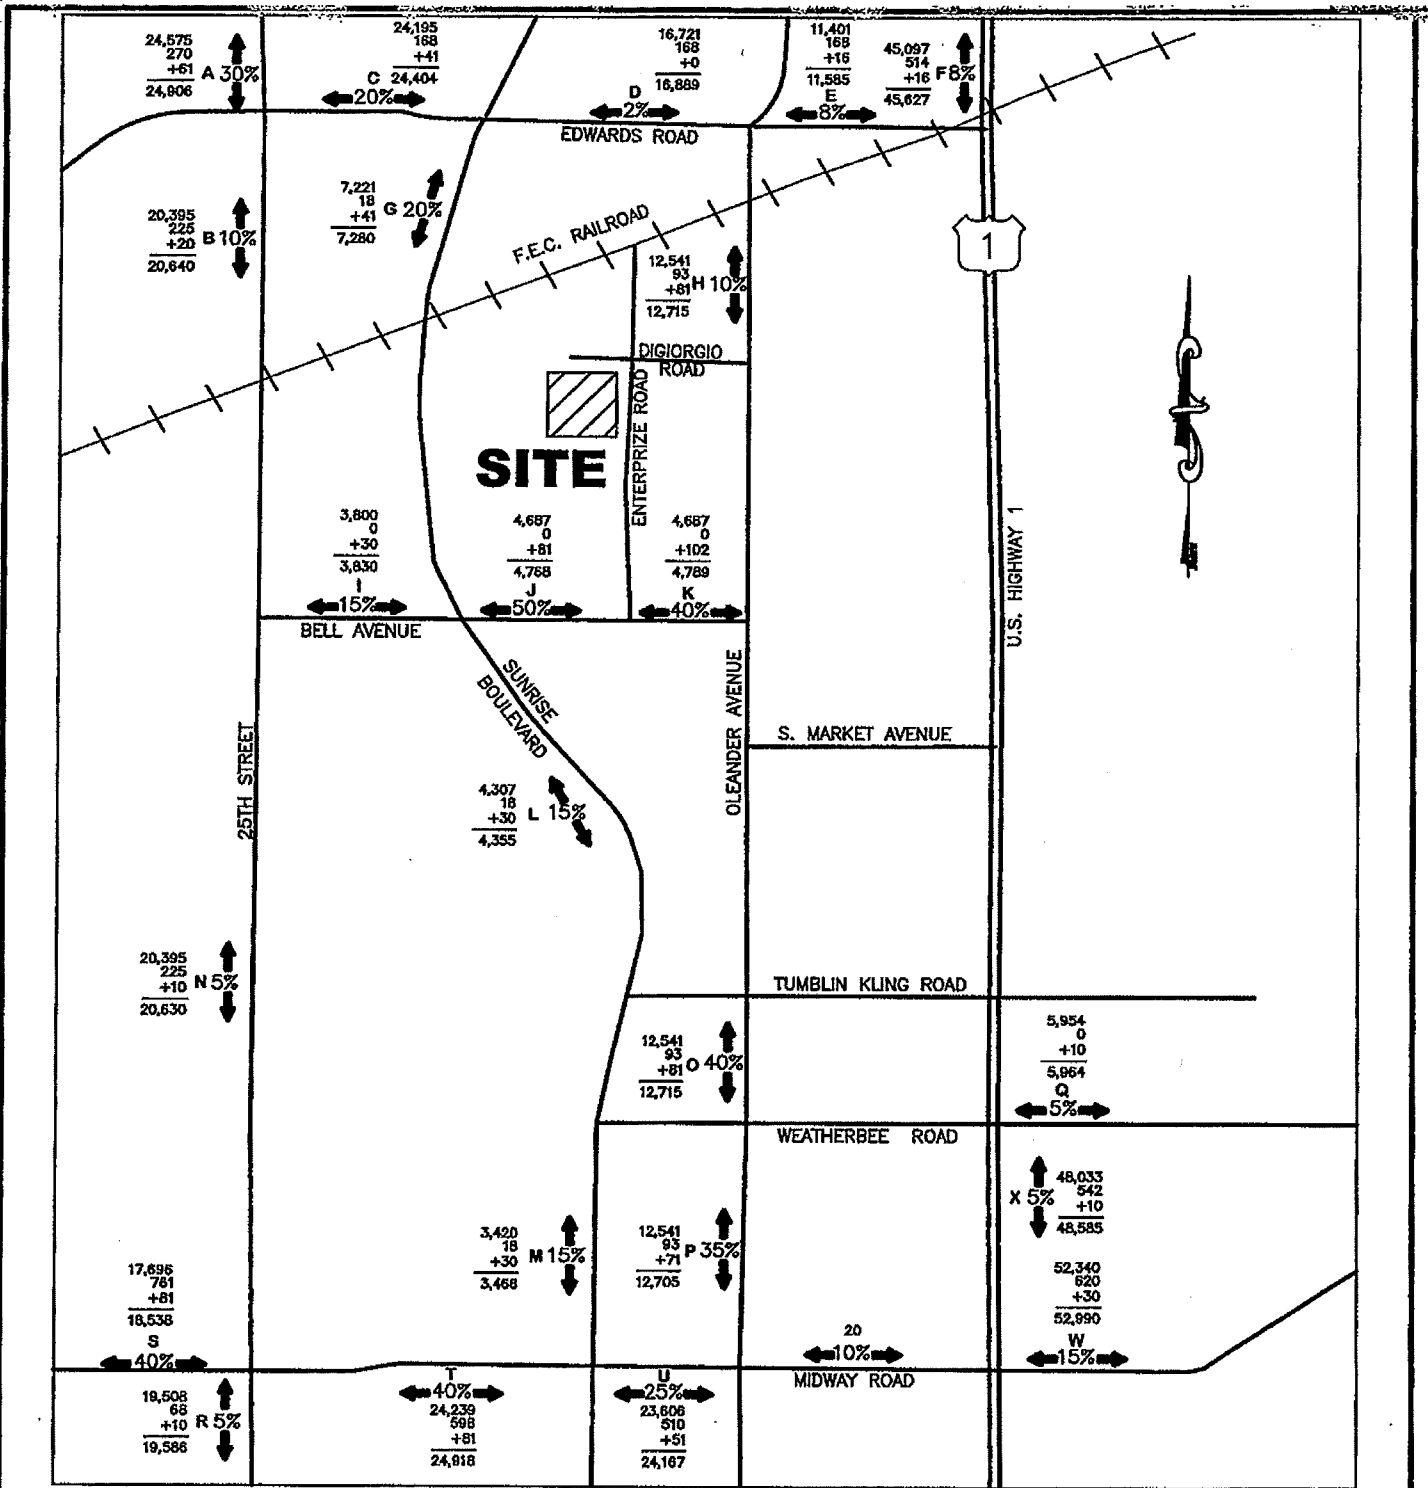 24,575
270
+61
24,906
A 30%
24,195
168
+41
24,404
C
20%
16,721
168
+0
16,889
D
2%
11,401
168
+16
11,585
E
8%
45,097
514
+16
45,627
F 8%
EDWARDS ROAD
20,395
225
+20
20,640
B 10%
7,221
18
+41
7,280
G 20%
F.E.C. RAILROAD
1
12,541
93
+81
12,715
H 10%
DIGIORGIO
ROAD
ENTERPRIZE ROAD
SITE
3,800
0
+30
3,830
I
15%
4,687
0
+81
4,768
J
50%
4,687
0
+102
4,789
K
40%
BELL AVENUE
U.S. HIGHWAY 1
SUNRISE
BOULEVARD
OLEANDER AVENUE
25TH STREET
S. MARKET AVENUE
4,307
18
+30
4,355
L 15%
20,395
225
+10
20,630
N 5%
TUMBLIN KLING ROAD
12,541
93
+81
12,715
O 40%
5,954
0
+10
5,964
Q
5%
WEATHERBEE ROAD
X 5%
48,033
542
+10
48,585
3,420
18
+30
3,468
M 15%
12,541
93
+71
12,705
P 35%
17,696
761
+81
18,538
S
40%
52,340
620
+30
52,990
W
15%
20
10%
MIDWAY ROAD
19,508
68
+10
19,586
R 5%
T
40%
24,239
598
+81
24,918
U
25%
23,606
510
+51
24,167